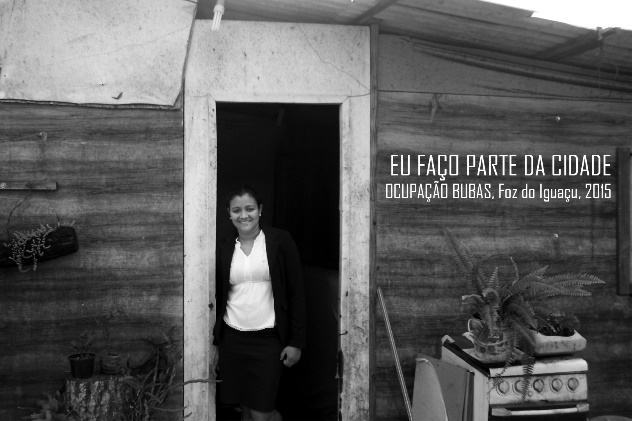 EU FAÇO PARTE DA CIDADE
OCUPAÇÃO BUBAS, Foz do Iguaçu, 2015